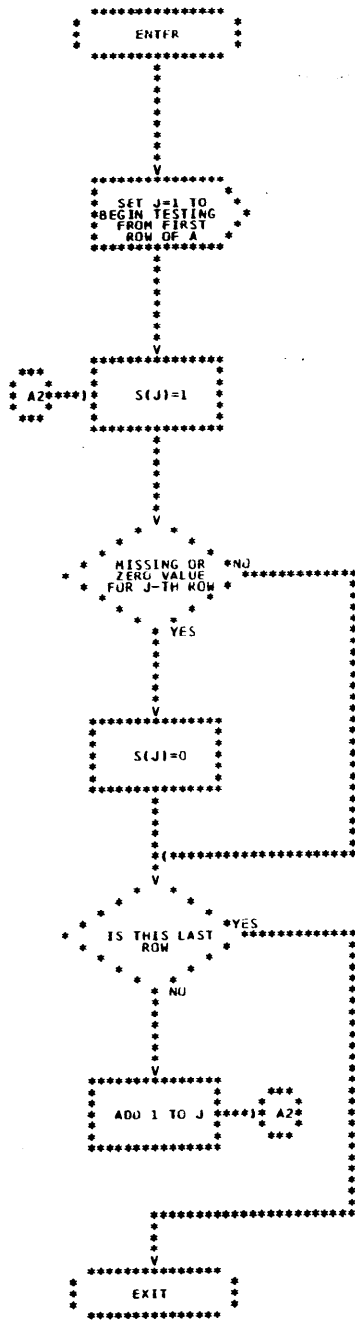 ENTER
SET J=1 TO
BEGIN TESTING
FROM FIRST
ROW OF A
A2
S(J)=1
MISSING OR
ZERO VALUE
FOR J-TH ROW
NO
YES
S(J)=0
IS THIS LAST
ROW
YES
NO
ADD 1 TO J
A2
EXIT